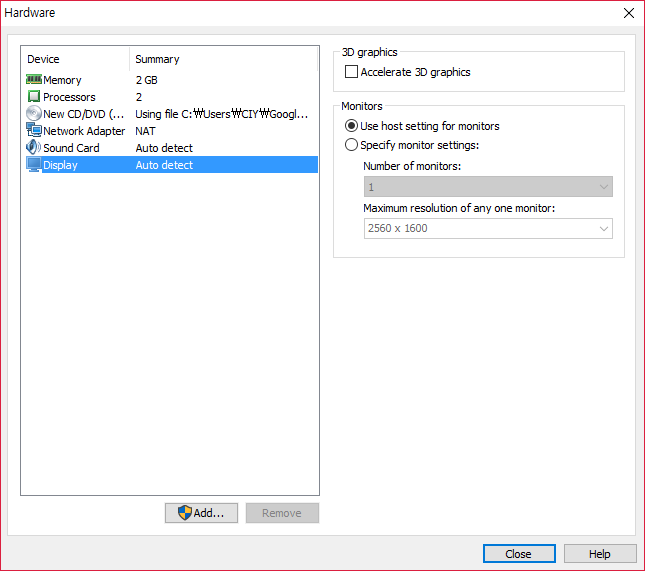 Hardware
Device Summary
Memory 2 GB
Processors 2
New CD/DVD (... Using file C:₩Users₩CIY₩Googl...
Network Adapter NAT
Sound Card Auto detect
Display Auto detect
Add... Remove
3D graphics
Accelerate 3D graphics
Monitors
Use host setting for monitors
Specify monitor settings:
Number of monitors:
1
Maximum resolution of any one monitor:
2560 x 1600
Close Help